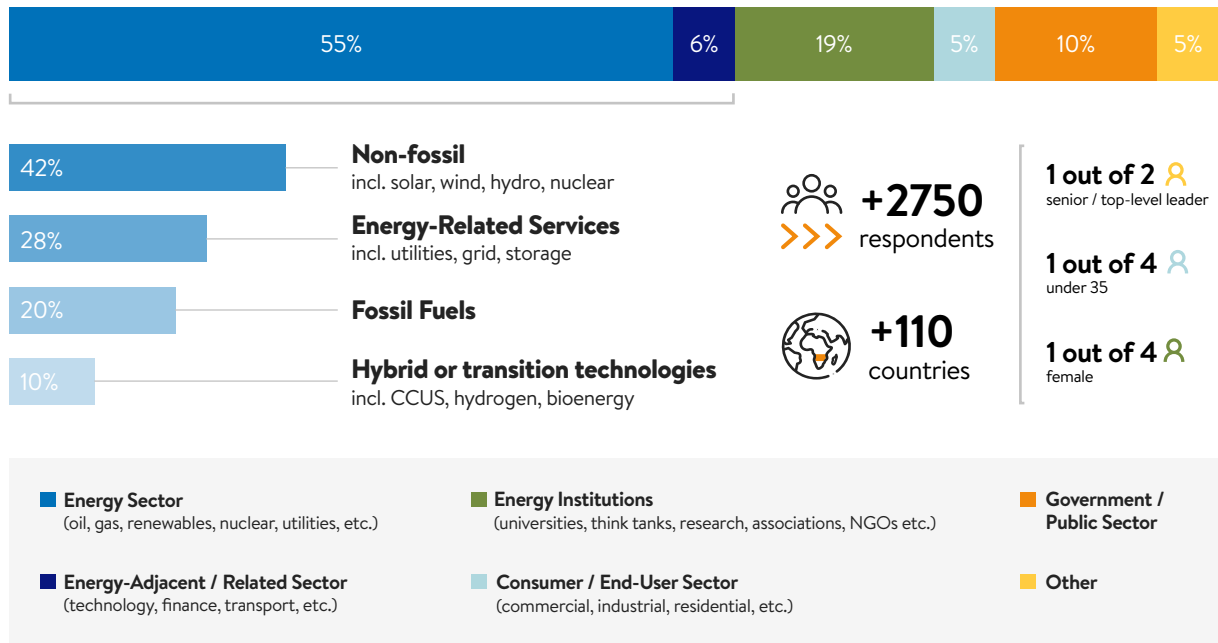 55%
6%
19%
5%
10%
5%
42%
Non-fossil
incl. solar, wind, hydro, nuclear
28%
Energy-Related Services
incl. utilities, grid, storage
20%
Fossil Fuels
10%
Hybrid or transition technologies
incl. CCUS, hydrogen, bioenergy
+2750
respondents
+110
countries
1 out of 2
senior / top-level leader
1 out of 4
under 35
1 out of 4
female
Energy Sector
(oil, gas, renewables, nuclear, utilities, etc.)
Energy Institutions
(universities, think tanks, research, associations, NGOs etc.)
Government /
Public Sector
Energy-Adjacent / Related Sector
(technology, finance, transport, etc.)
Consumer / End-User Sector
(commercial, industrial, residential, etc.)
Other